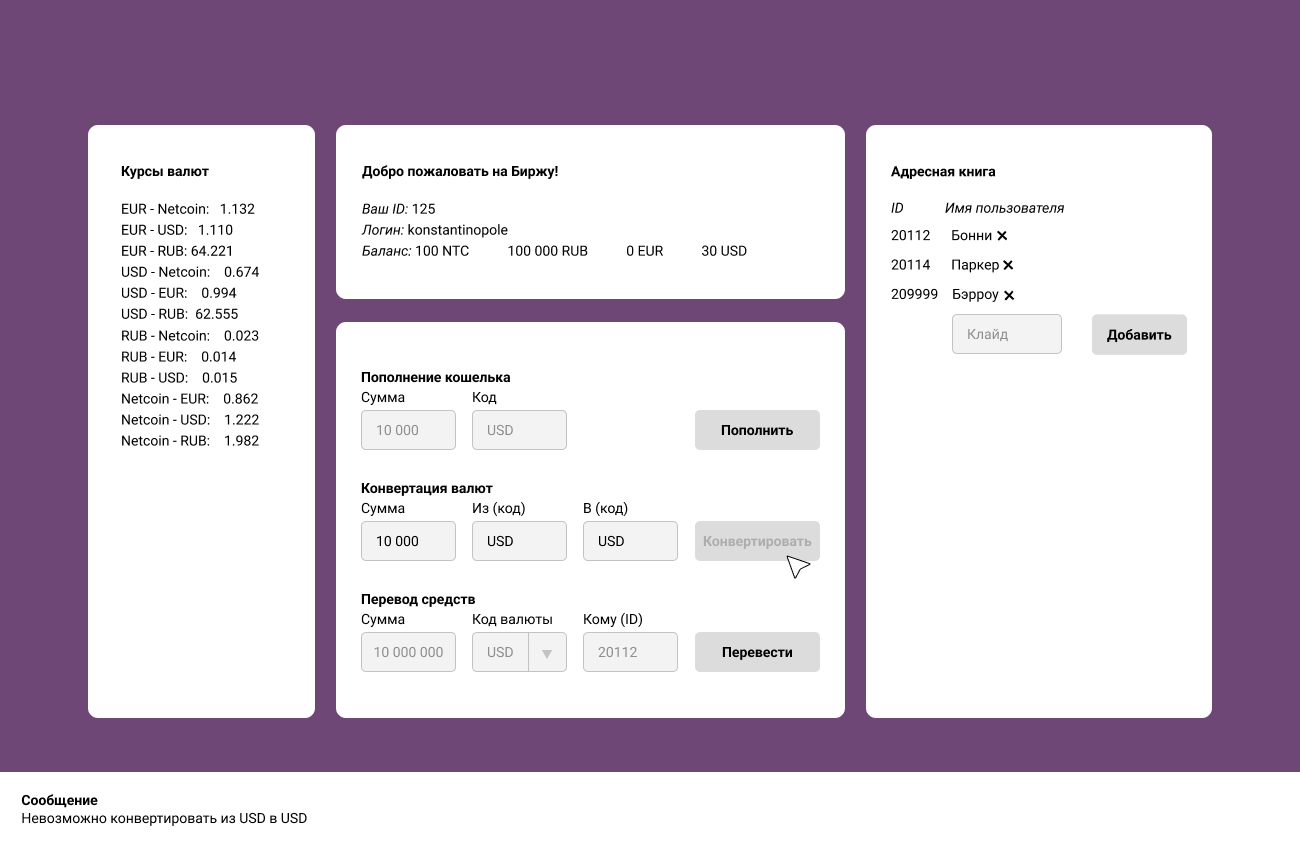 Курсы валют
EUR - Netcoin: 1.132
EUR - USD: 1.110
EUR - RUB: 64.221
USD - Netcoin: 0.674
USD - EUR: 0.994
USD - RUB: 62.555
RUB - Netcoin: 0.023
RUB - EUR: 0.014
RUB - USD: 0.015
Netcoin - EUR: 0.862
Netcoin - USD: 1.222
Netcoin - RUB: 1.982
Добро пожаловать на Биржу!
Ваш ID: 125
Логин: konstantinopole
Баланс: 100 NTC 100 000 RUB 0 EUR 30 USD
Пополнение кошелька
Сумма Код
10 000 USD Пополнить
Конвертация валют
Сумма Из (код) В (код)
10 000 USD USD Конвертировать
Перевод средств
Сумма Код валюты Кому (ID)
10 000 000 USD 20112 Перевести
Адресная книга
ID Имя пользователя
20112 Бонни
20114 Паркер
209999 Бэрроу
Клайд Добавить
Сообщение
Невозможно конвертировать из USD в USD